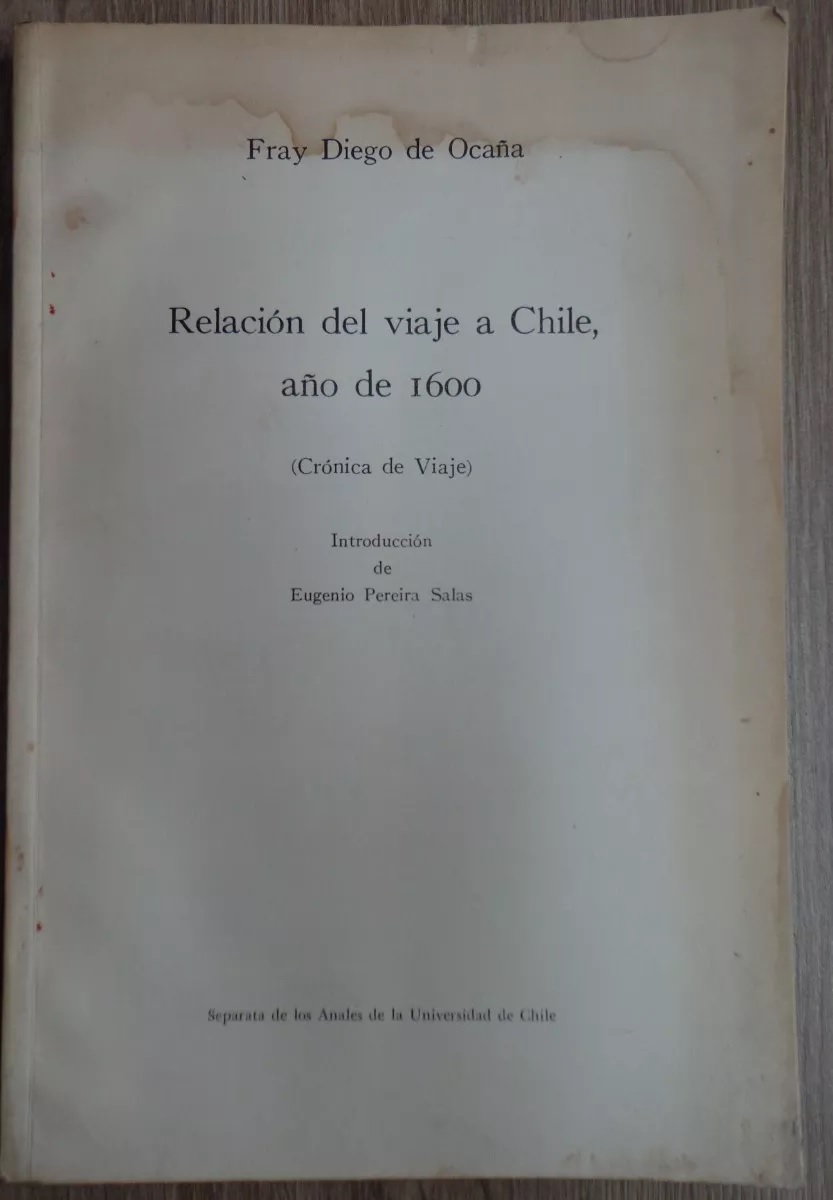 Fray Diego de Ocaña
Relación del viaje a Chile,
año de 1600
(Crónica de Viaje)
Introducción
de
Eugenio Pereira Salas
Separata de los Anales de la Universidad de Chile